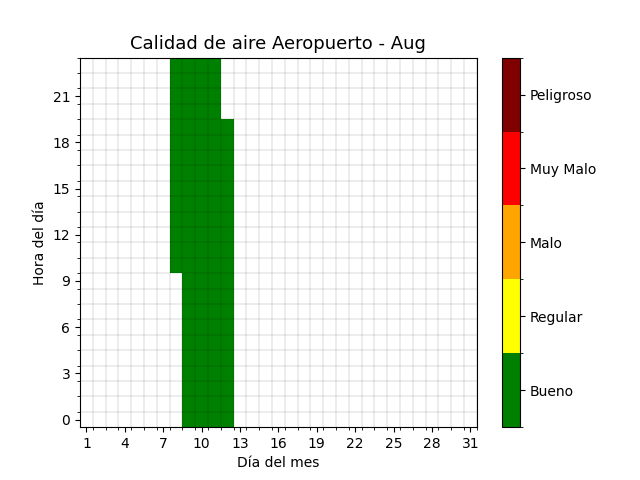 Calidad de aire Aeropuerto - Aug
21
18
15
12
9
6
3
0
Hora del día
1 4 7 10 13 16 19 22 25 28 31
Día del mes
Peligroso
Muy Malo
Malo
Regular
Bueno